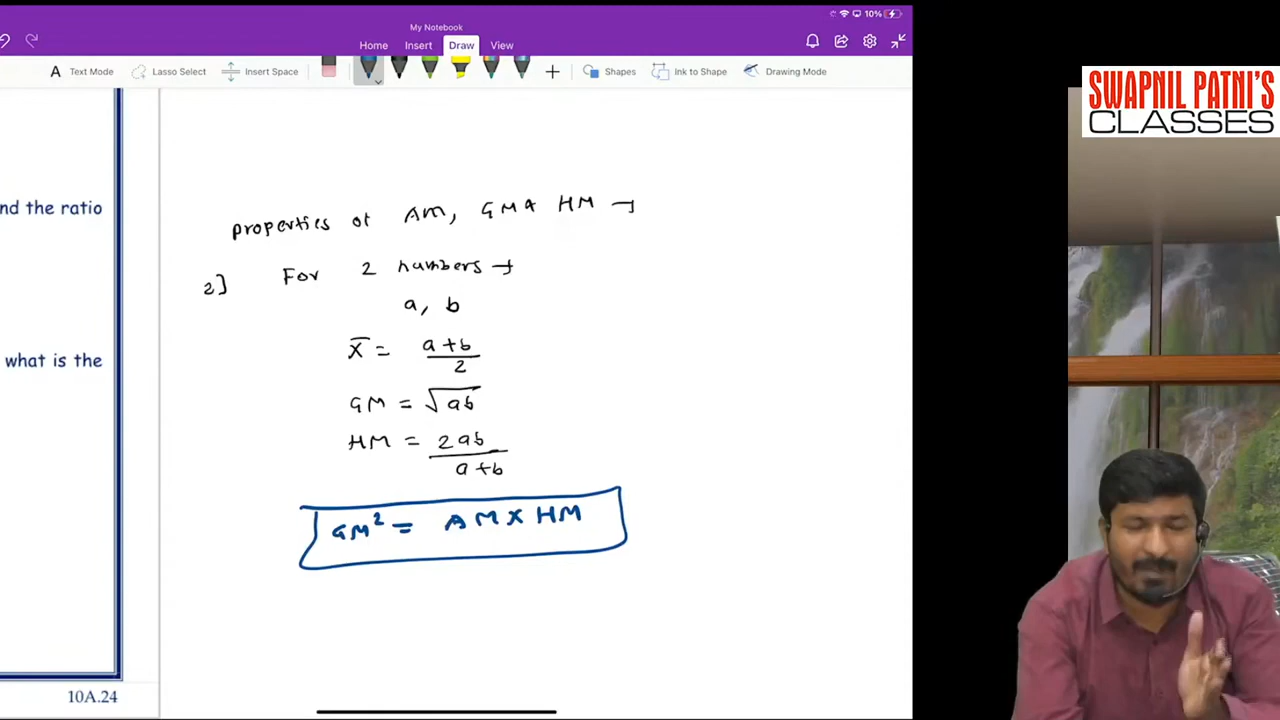 10%
My Notebook
Home Insert Draw View
Text Mode Lasso Select Insert Space Shapes Ink to Shape Drawing Mode
SWAPNIL PATNI'S
CLASSES
nd the ratio
what is the
10A.24
properties of AM, GM & HM →
2] For 2 numbers →
a, b
x̄ = a+b / 2
GM = √ab
HM = 2ab / a+b
GM² = AM X HM